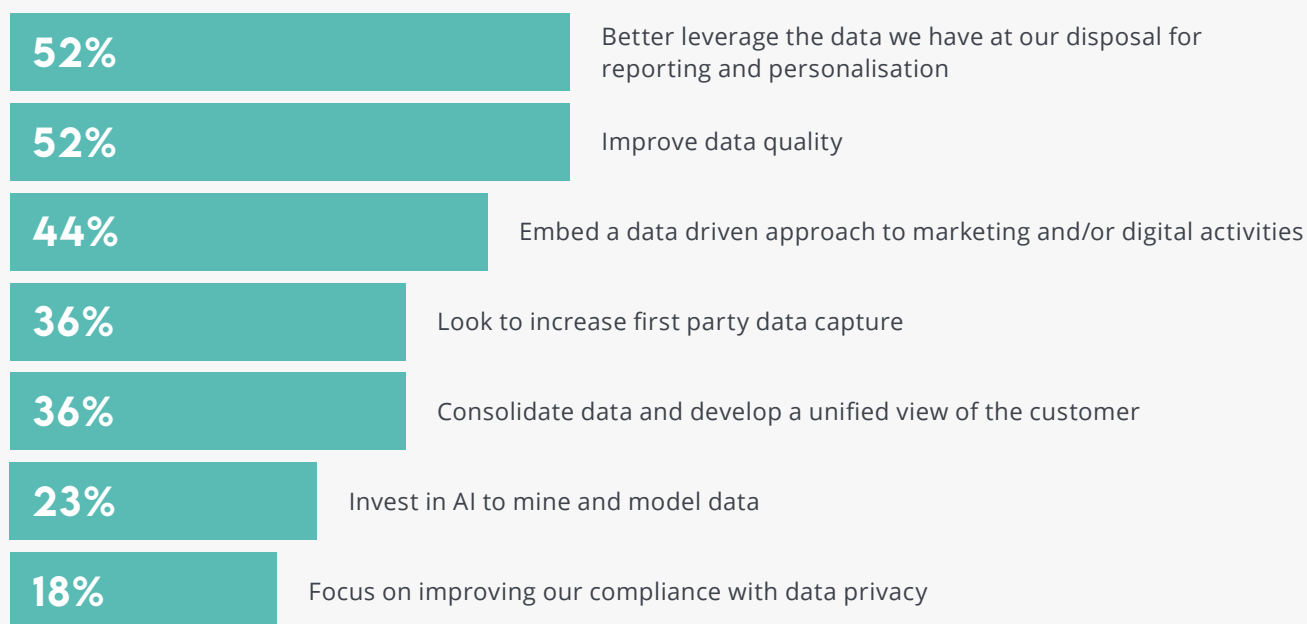 52%
Better leverage the data we have at our disposal for
reporting and personalisation
52%
Improve data quality
44%
Embed a data driven approach to marketing and/or digital activities
36%
Look to increase first party data capture
36%
Consolidate data and develop a unified view of the customer
23%
Invest in AI to mine and model data
18%
Focus on improving our compliance with data privacy